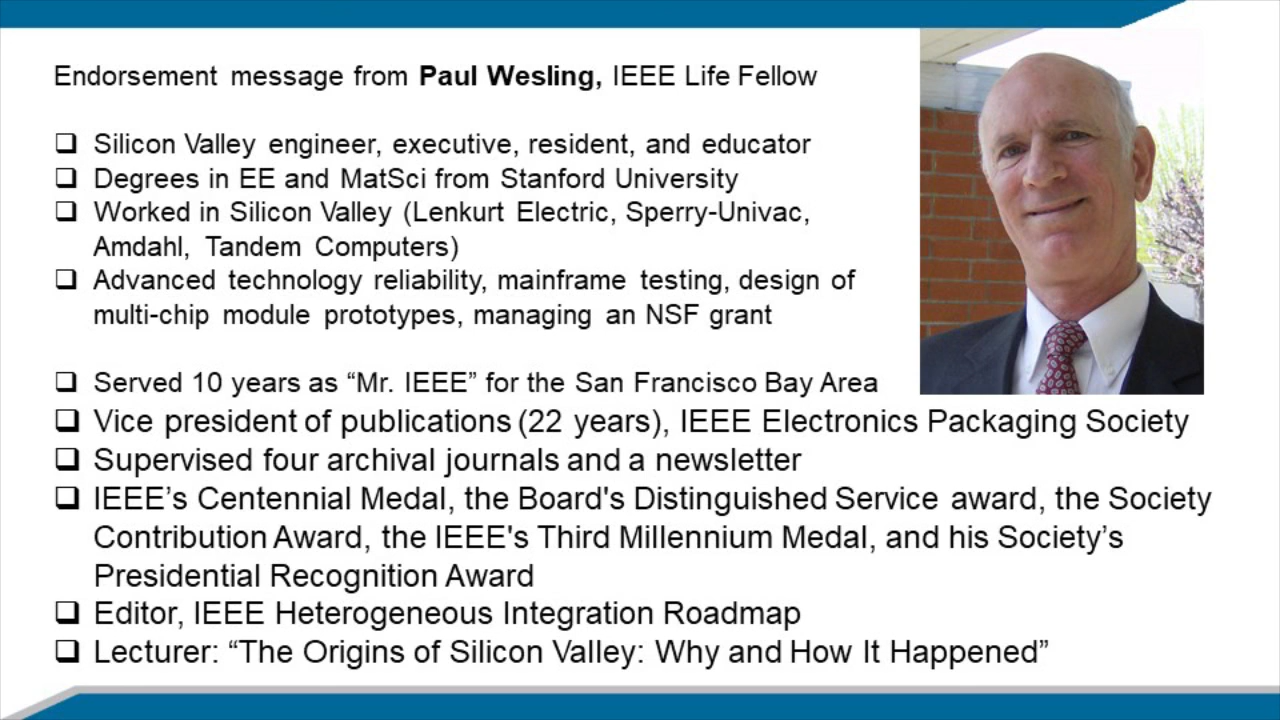 Endorsement message from Paul Wesling, IEEE Life Fellow
❑ Silicon Valley engineer, executive, resident, and educator
❑ Degrees in EE and MatSci from Stanford University
❑ Worked in Silicon Valley (Lenkurt Electric, Sperry-Univac,
Amdahl, Tandem Computers)
❑ Advanced technology reliability, mainframe testing, design of
multi-chip module prototypes, managing an NSF grant
❑ Served 10 years as “Mr. IEEE” for the San Francisco Bay Area
❑ Vice president of publications (22 years), IEEE Electronics Packaging Society
❑ Supervised four archival journals and a newsletter
❑ IEEE’s Centennial Medal, the Board's Distinguished Service award, the Society
Contribution Award, the IEEE's Third Millennium Medal, and his Society’s
Presidential Recognition Award
❑ Editor, IEEE Heterogeneous Integration Roadmap
❑ Lecturer: “The Origins of Silicon Valley: Why and How It Happened”